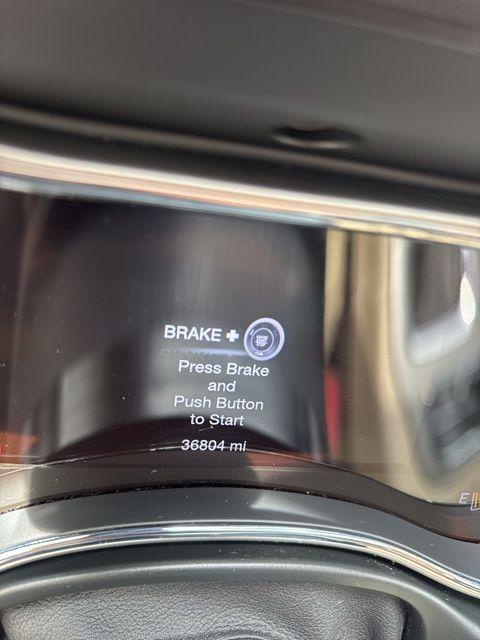 BRAKE +
Press Brake
and
Push Button
to Start
36804 mi
E